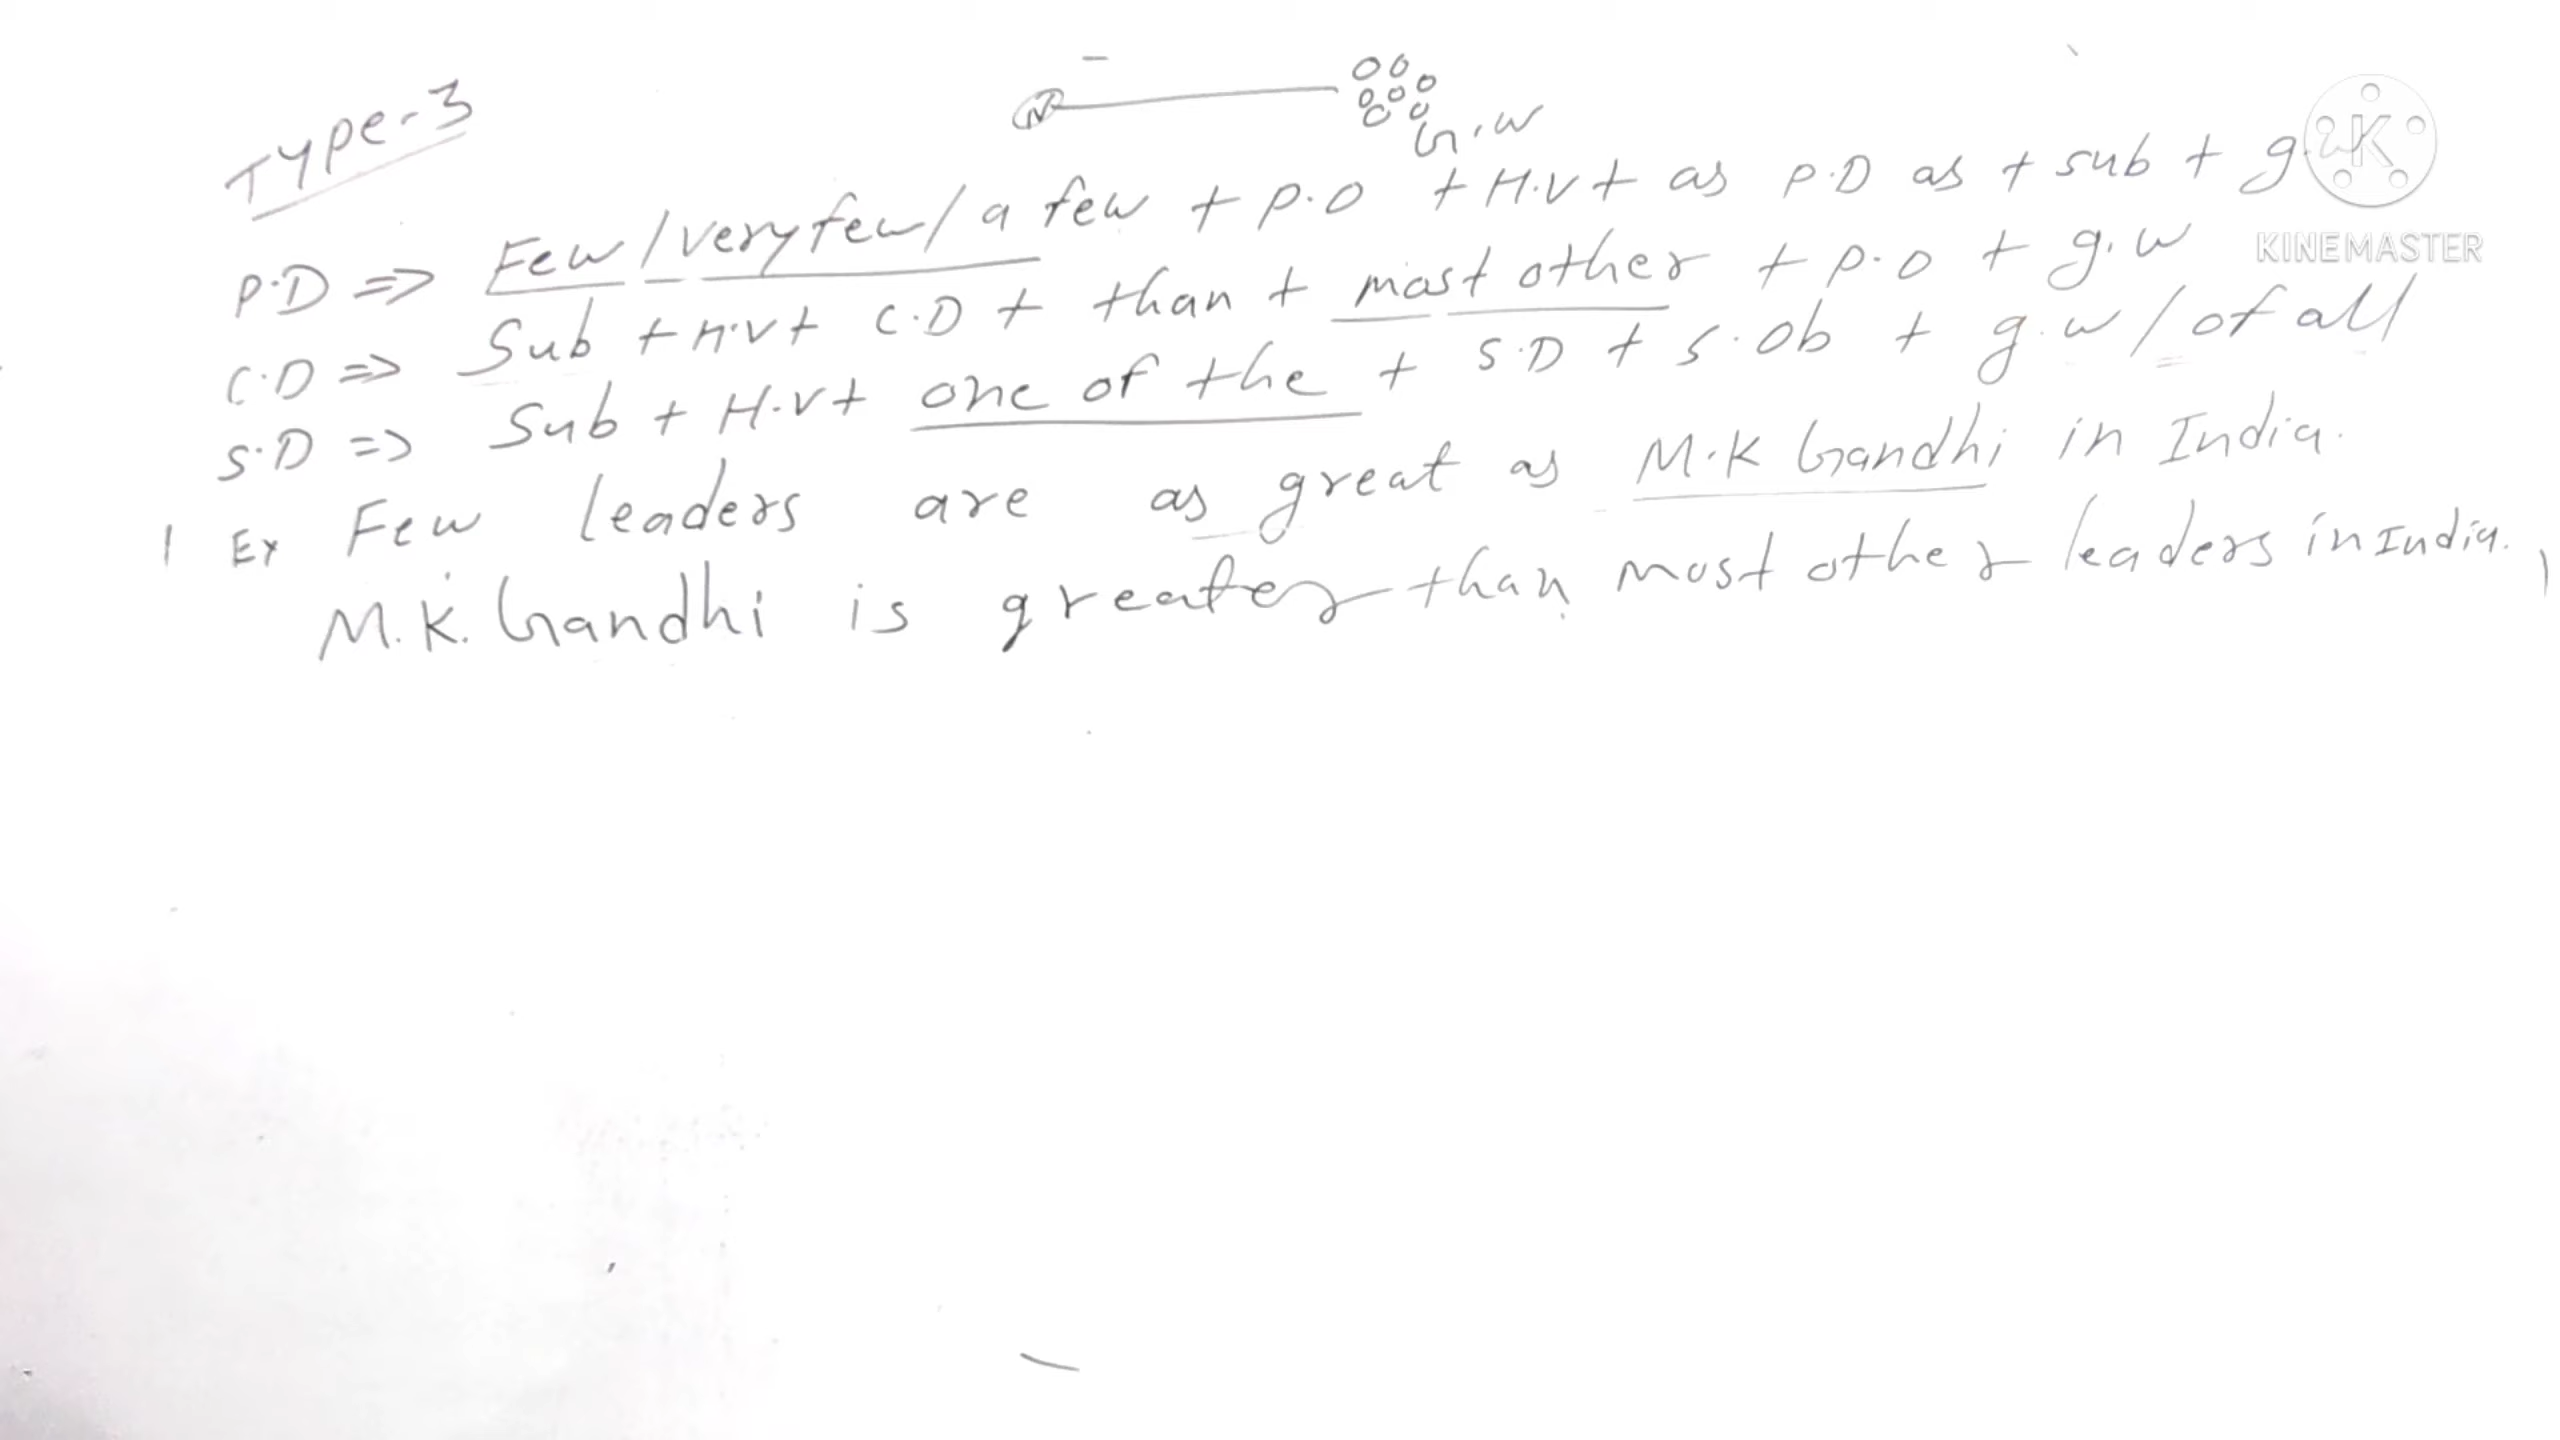 Type-3
G.W
P.D => Few/very few/a few + P.O + H.V + as P.D as + sub + g.w
KINEMASTER
C.D => Sub + H.V + C.D + than + most other + P.O + g.w
S.D => Sub + H.V + one of the + S.D + S.Ob + g.w / of all
1 Ex Few leaders are as great as M.K Gandhi in India.
M.K. Gandhi is greater than most other leaders in India.